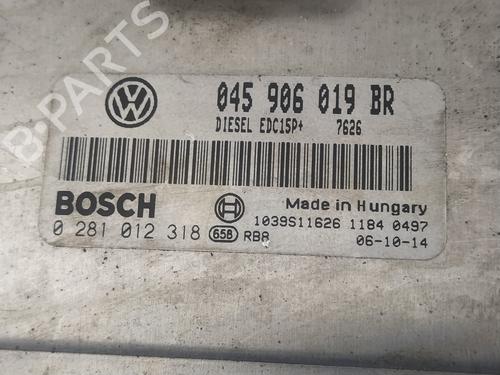 045 906 019 BR
DIESEL EDC15P+ 7626
BOSCH
Made in Hungary
0 281 012 318 658 RB8
1039S11626 1184 0497
06-10-14
B-Parts